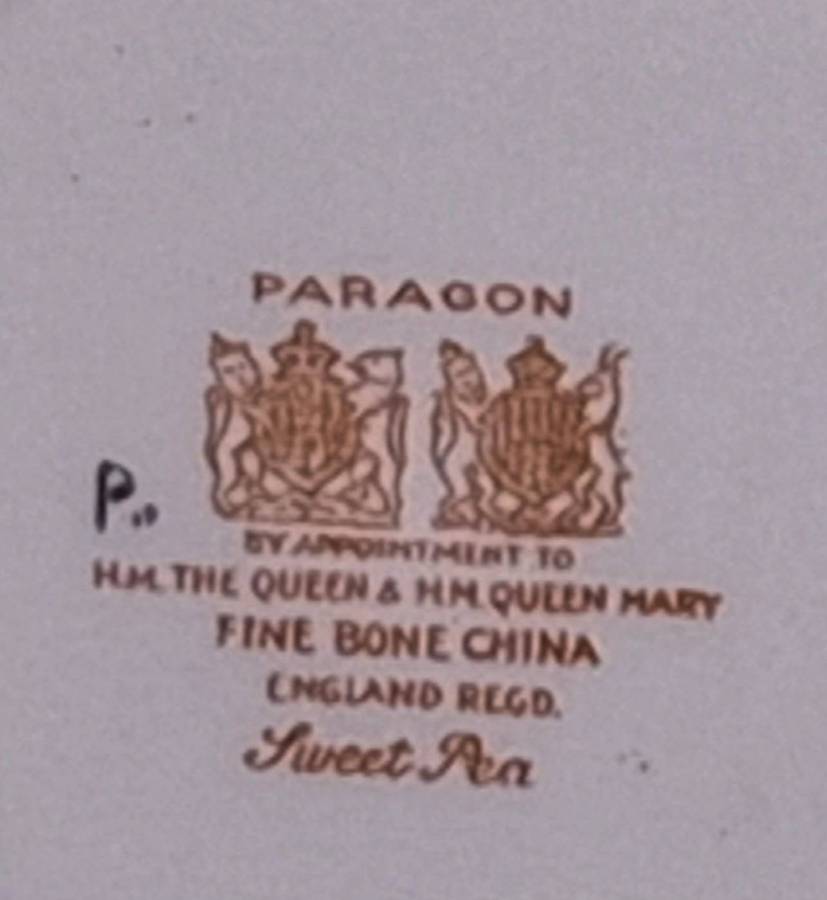 PARAGON
P..
BY APPOINTMENT TO
H.M. THE QUEEN & H.M. QUEEN MARY
FINE BONE CHINA
ENGLAND REGD.
Sweet Pea